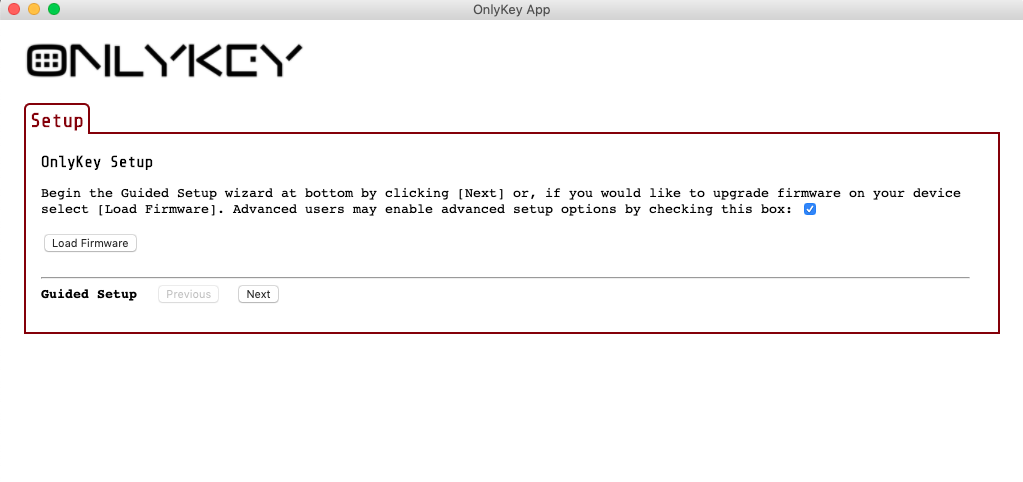 OnlyKey App
ONLYKEY
Setup
OnlyKey Setup
Begin the Guided Setup wizard at bottom by clicking [Next] or, if you would like to upgrade firmware on your device
select [Load Firmware]. Advanced users may enable advanced setup options by checking this box:
Load Firmware
Guided Setup Previous Next